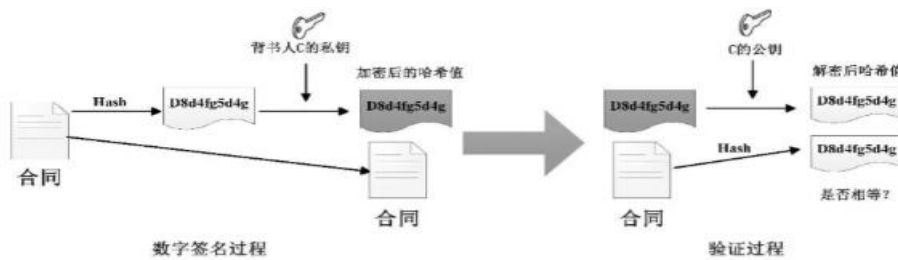 背书人C的私钥
加密后的哈希值
Hash
D8d4fg5d4g
D8d4fg5d4g
合同
合同
数字签名过程
C的公钥
解密后哈希值
D8d4fg5d4g
D8d4fg5d4g
Hash
D8d4fg5d4g
是否相等？
合同
验证过程